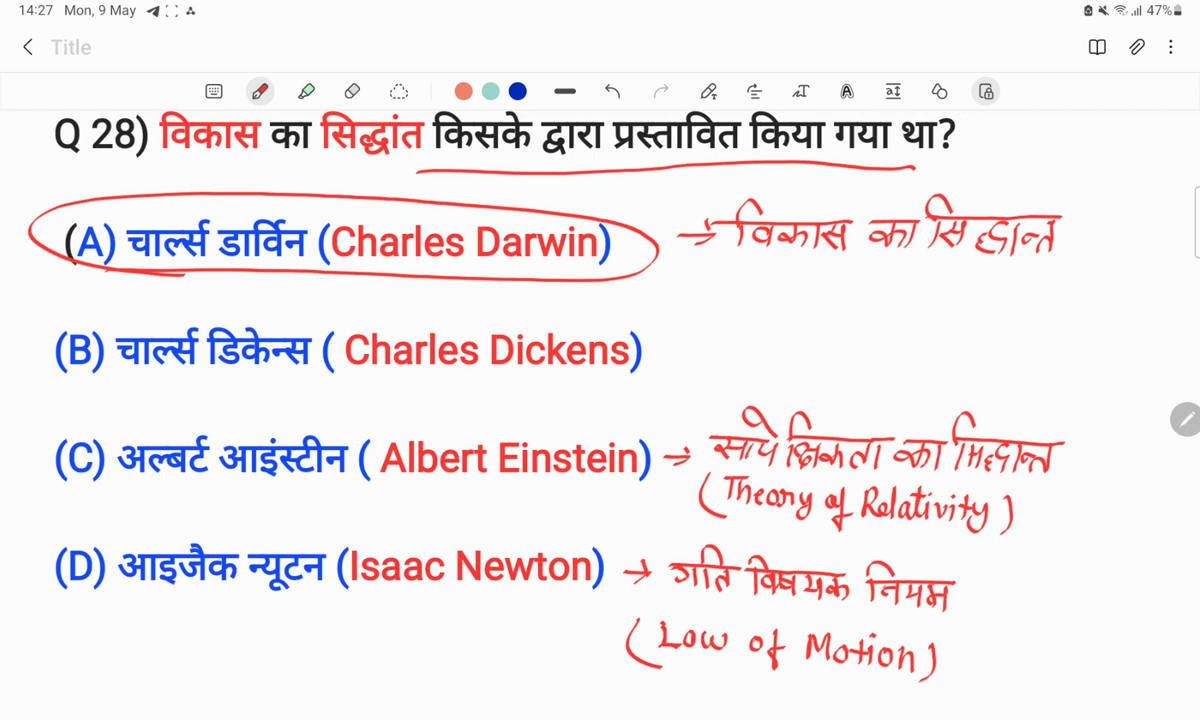 14:27 Mon, 9 May
47%
Title
Q 28) विकास का सिद्धांत किसके द्वारा प्रस्तावित किया गया था?
(A) चार्ल्स डार्विन (Charles Darwin) → विकास का सिद्धान्त
(B) चार्ल्स डिकेन्स ( Charles Dickens)
(C) अल्बर्ट आइंस्टीन ( Albert Einstein) → सापेक्षिकता का सिद्धान्त
(Theory of Relativity)
(D) आइजैक न्यूटन (Isaac Newton) → गति विषयक नियम
(Low of Motion)